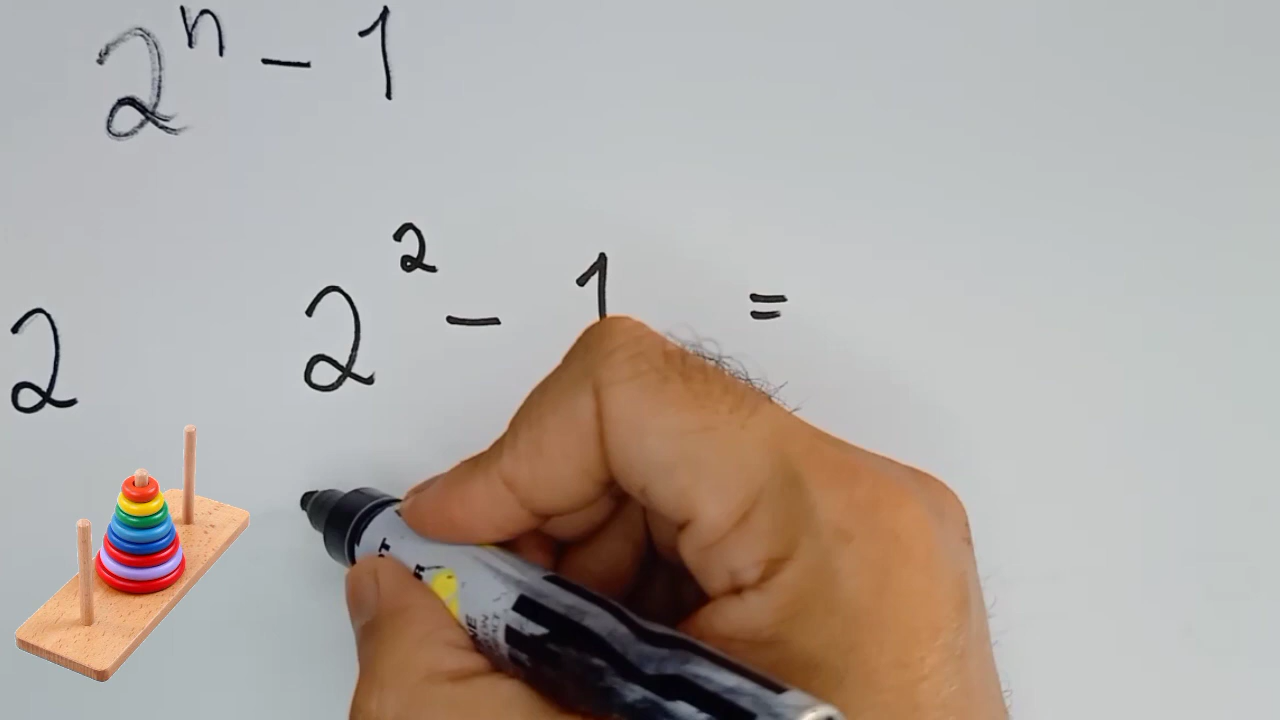 2ⁿ - 1
2 2² - 1 =